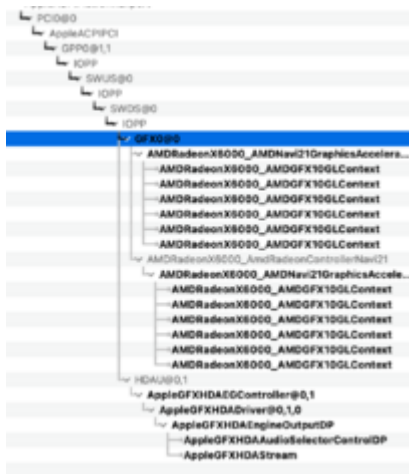 PCI0@0
AppleACPIPCI
GPP0@1,1
IOPP
SWUS@0
IOPP
SWDS@0
IOPP
GFX0@0
AMDRadeonX6000_AMDNavi21GraphicsAccelera...
AMDRadeonX6000_AMDGFX10GLContext
AMDRadeonX6000_AMDGFX10GLContext
AMDRadeonX6000_AMDGFX10GLContext
AMDRadeonX6000_AMDGFX10GLContext
AMDRadeonX6000_AMDGFX10GLContext
AMDRadeonX6000_AMDGFX10GLContext
AMDRadeonX6000_AmdRadeonControllerNavi21
AMDRadeonX6000_AMDNavi21GraphicsAccele...
AMDRadeonX6000_AMDGFX10GLContext
AMDRadeonX6000_AMDGFX10GLContext
AMDRadeonX6000_AMDGFX10GLContext
AMDRadeonX6000_AMDGFX10GLContext
AMDRadeonX6000_AMDGFX10GLContext
AMDRadeonX6000_AMDGFX10GLContext
HDAU@0,1
AppleGFXHDAEGController@0,1
AppleGFXHDADriver@0,1,0
AppleGFXHDAEngineOutputDP
AppleGFXHDAAudioSelectorControlDP
AppleGFXHDAStream